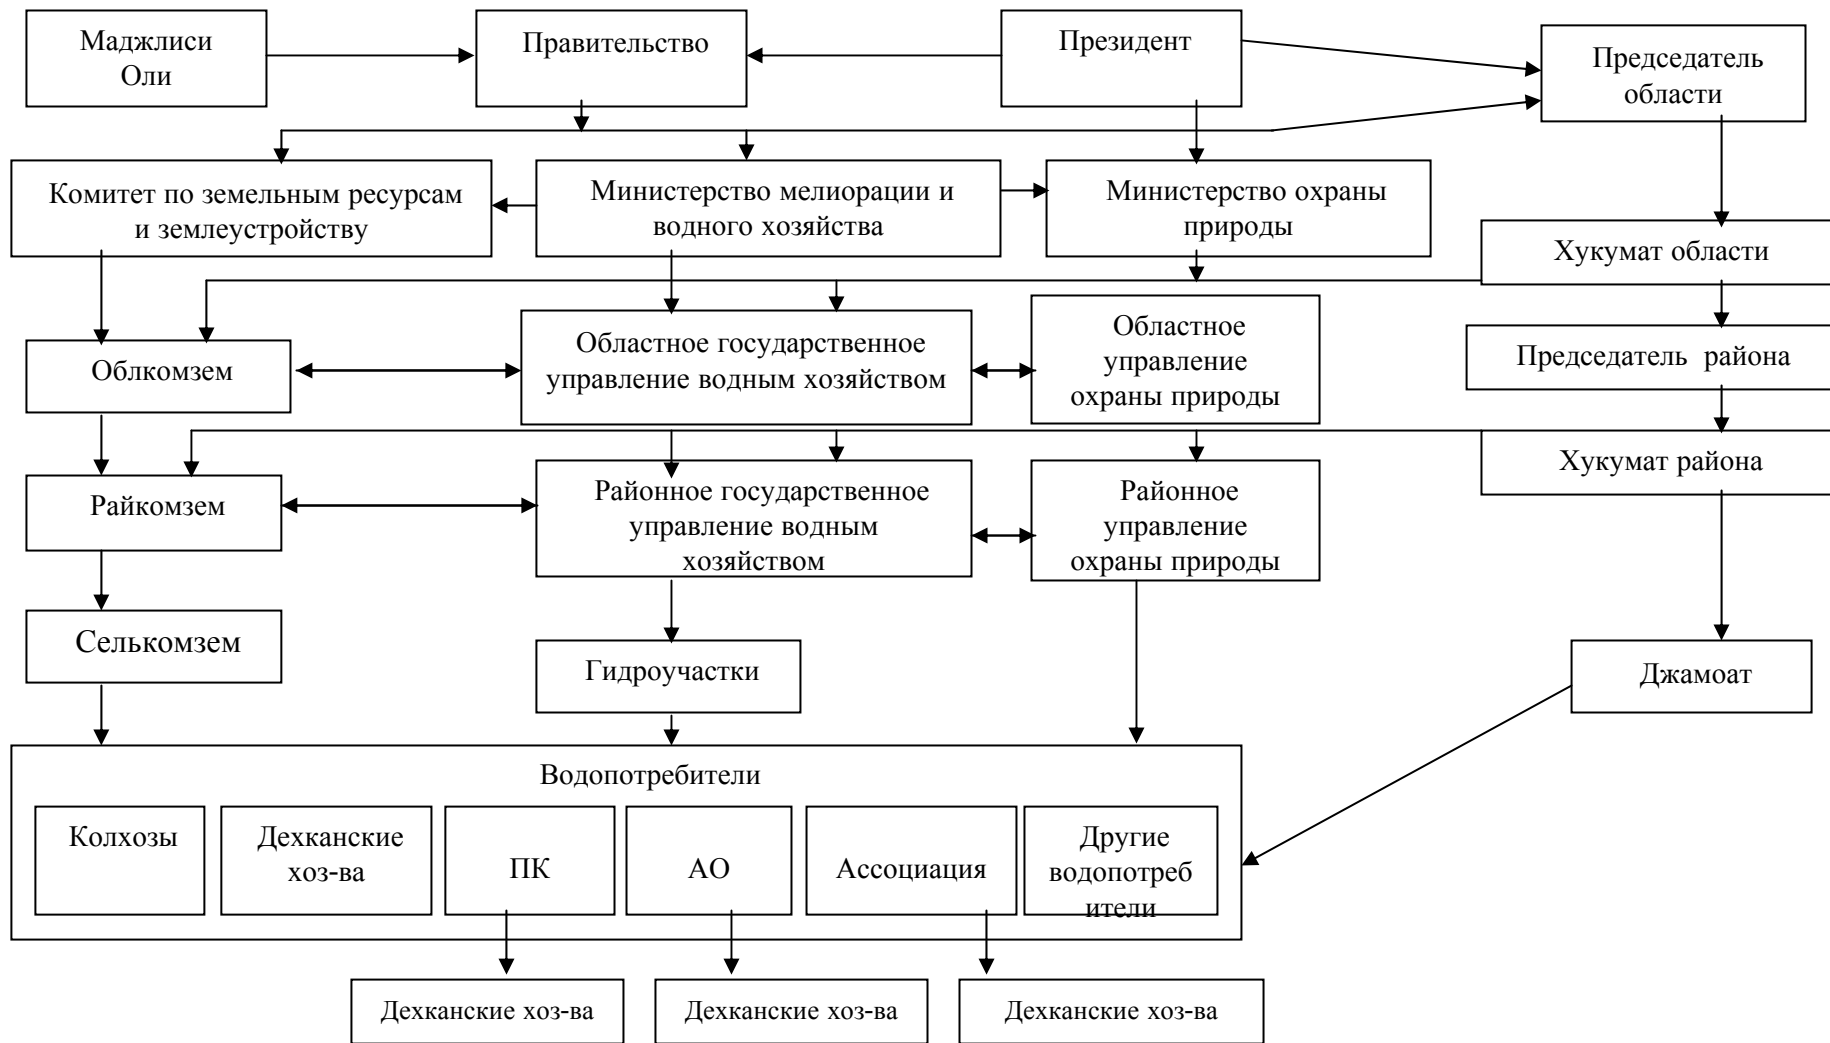 Маджлиси
Оли
Правительство
Президент
Председатель
области
Комитет по земельным ресурсам
и землеустройству
Министерство мелиорации и
водного хозяйства
Министерство охраны
природы
Хукумат области
Облкомзем
Областное государственное
управление водным хозяйством
Областное
управление
охраны природы
Председатель района
Хукумат района
Райкомзем
Районное государственное
управление водным
хозяйством
Районное
управление
охраны природы
Селькомзем
Гидроучастки
Джамоат
Водопотребители
Колхозы
Дехканские
хоз-ва
ПК
АО
Ассоциация
Другие
водопотреб
ители
Дехканские хоз-ва
Дехканские хоз-ва
Дехканские хоз-ва